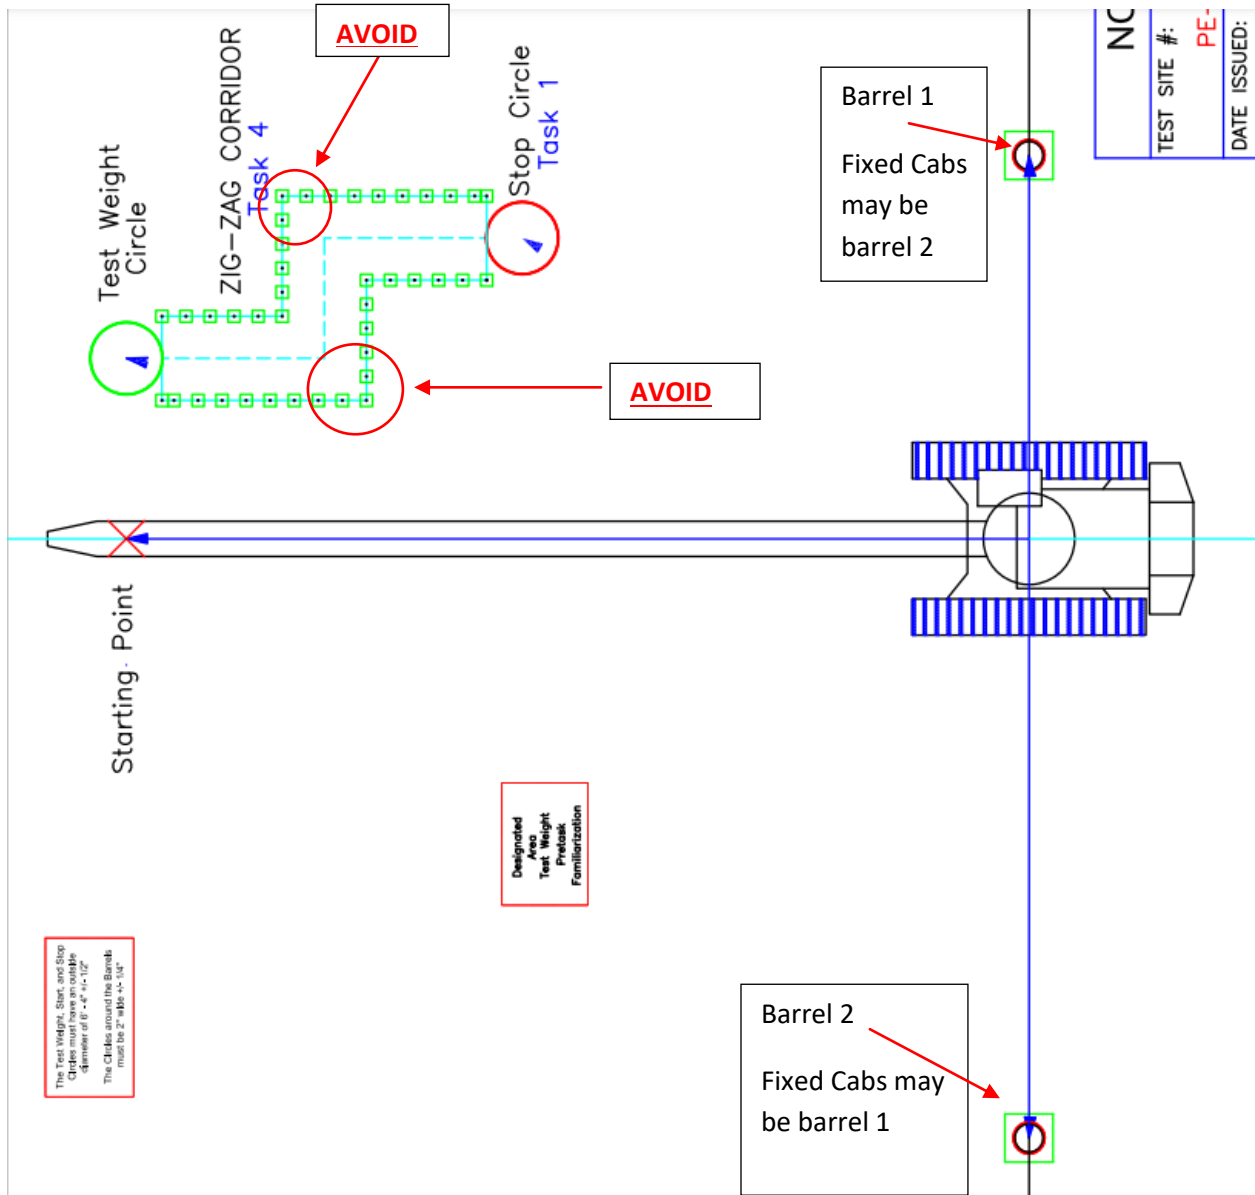 AVOID
Test Weight
Circle
ZIG-ZAG CORRIDOR
Task 4
Stop Circle
Task 1
Barrel 1
Fixed Cabs
may be
barrel 2
NO
TEST SITE #:
PE-
DATE ISSUED:
AVOID
Starting Point
Designated
Area
Test Weight
Pretask
Familiarization
The Test Weight, Start, and Stop
Circles must have an outside
diameter of 6' - 4" +/- 1/2"
The Circles around the Barrels
must be 2" wide +/- 1/4"
Barrel 2
Fixed Cabs may
be barrel 1